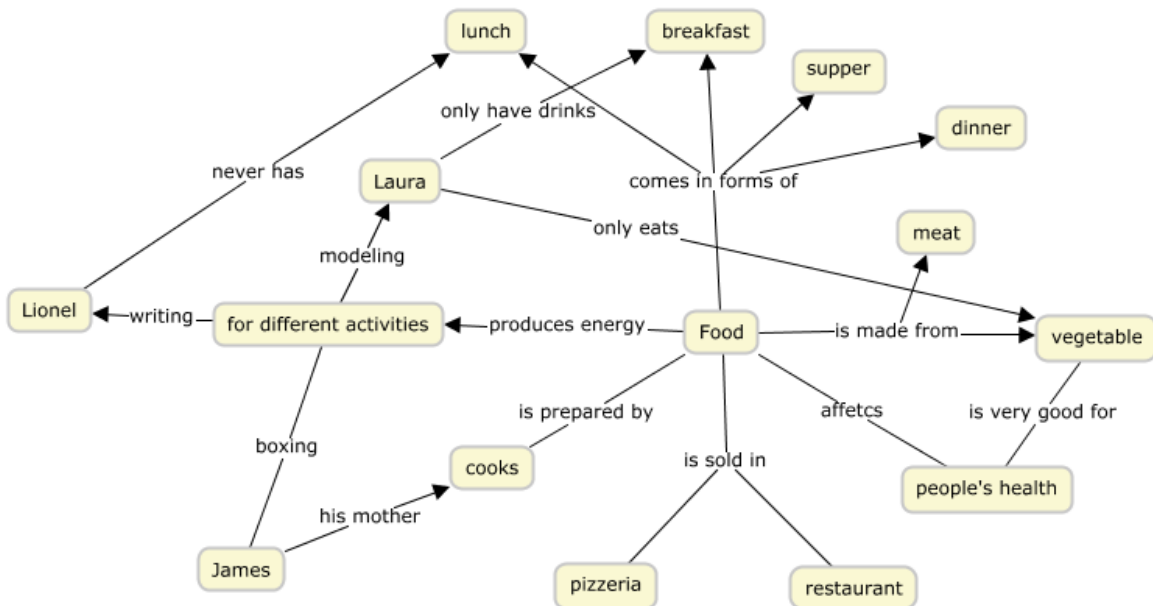 lunch
breakfast
supper
only have drinks
dinner
never has
Laura
comes in forms of
only eats
meat
modeling
Lionel
writing
for different activities
produces energy
Food
is made from
vegetable
is prepared by
affetcs
is very good for
boxing
cooks
is sold in
people's health
his mother
James
pizzeria
restaurant